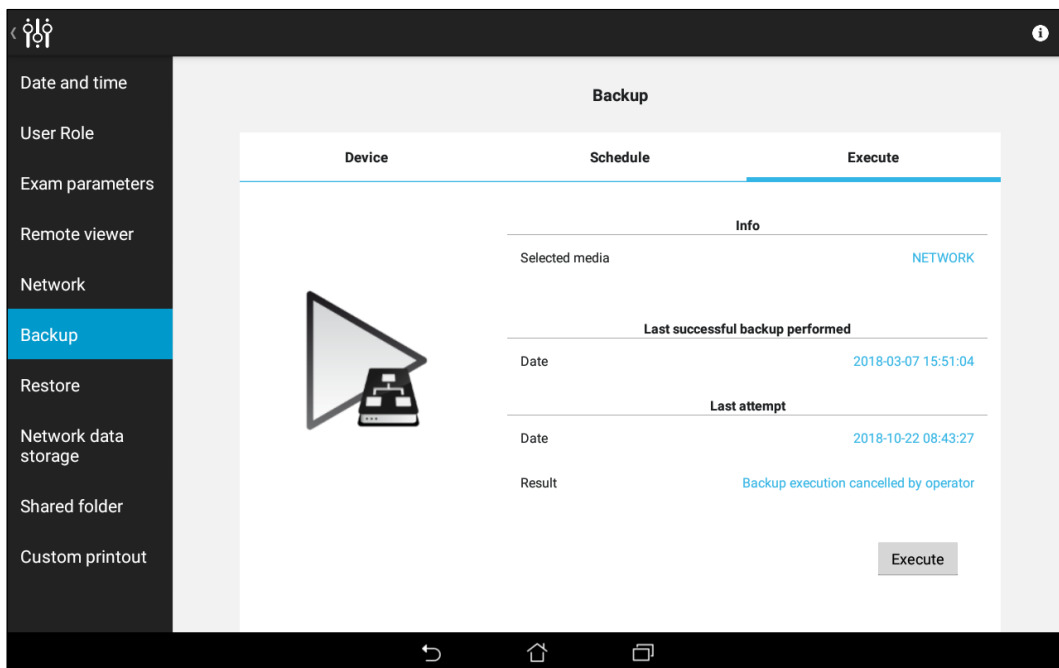 Date and time
User Role
Exam parameters
Remote viewer
Network
Backup
Restore
Network data
storage
Shared folder
Custom printout
Backup
Device Schedule Execute
Info
Selected media NETWORK
Last successful backup performed
Date 2018-03-07 15:51:04
Last attempt
Date 2018-10-22 08:43:27
Result Backup execution cancelled by operator
Execute